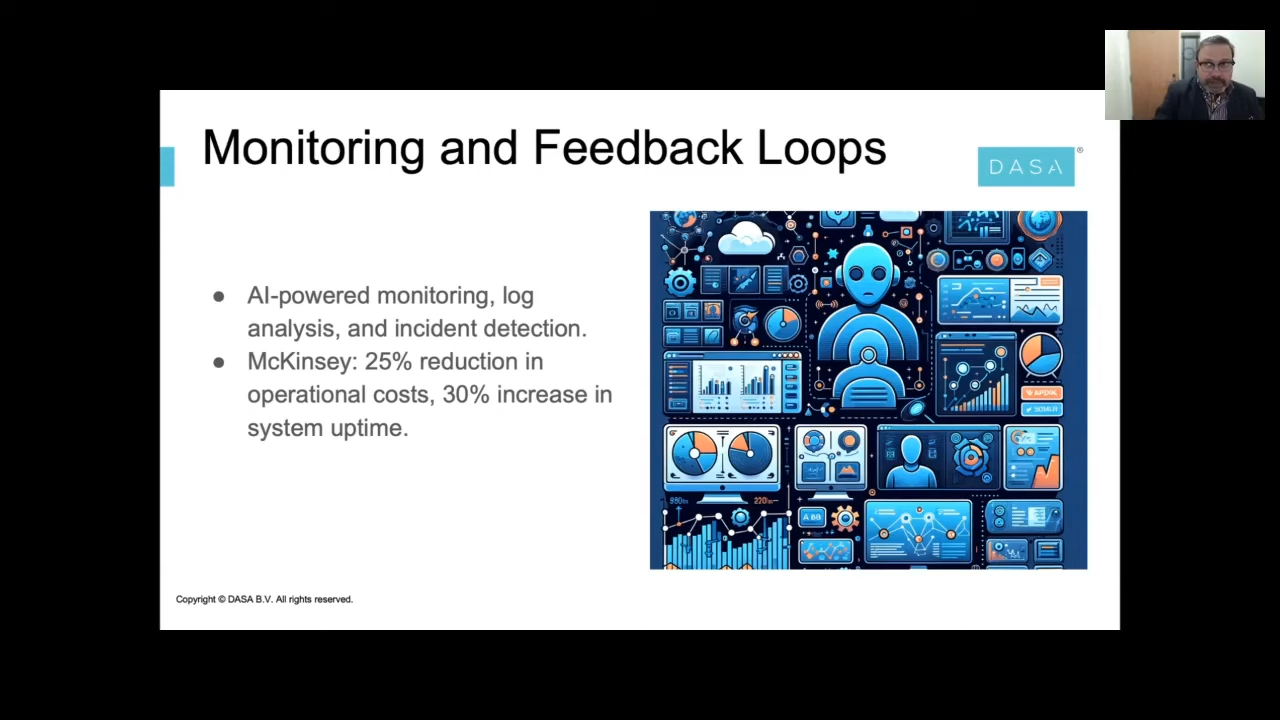 Monitoring and Feedback Loops
DASA®
● AI-powered monitoring, log
analysis, and incident detection.
● McKinsey: 25% reduction in
operational costs, 30% increase in
system uptime.
A BB
Copyright © DASA B.V. All rights reserved.